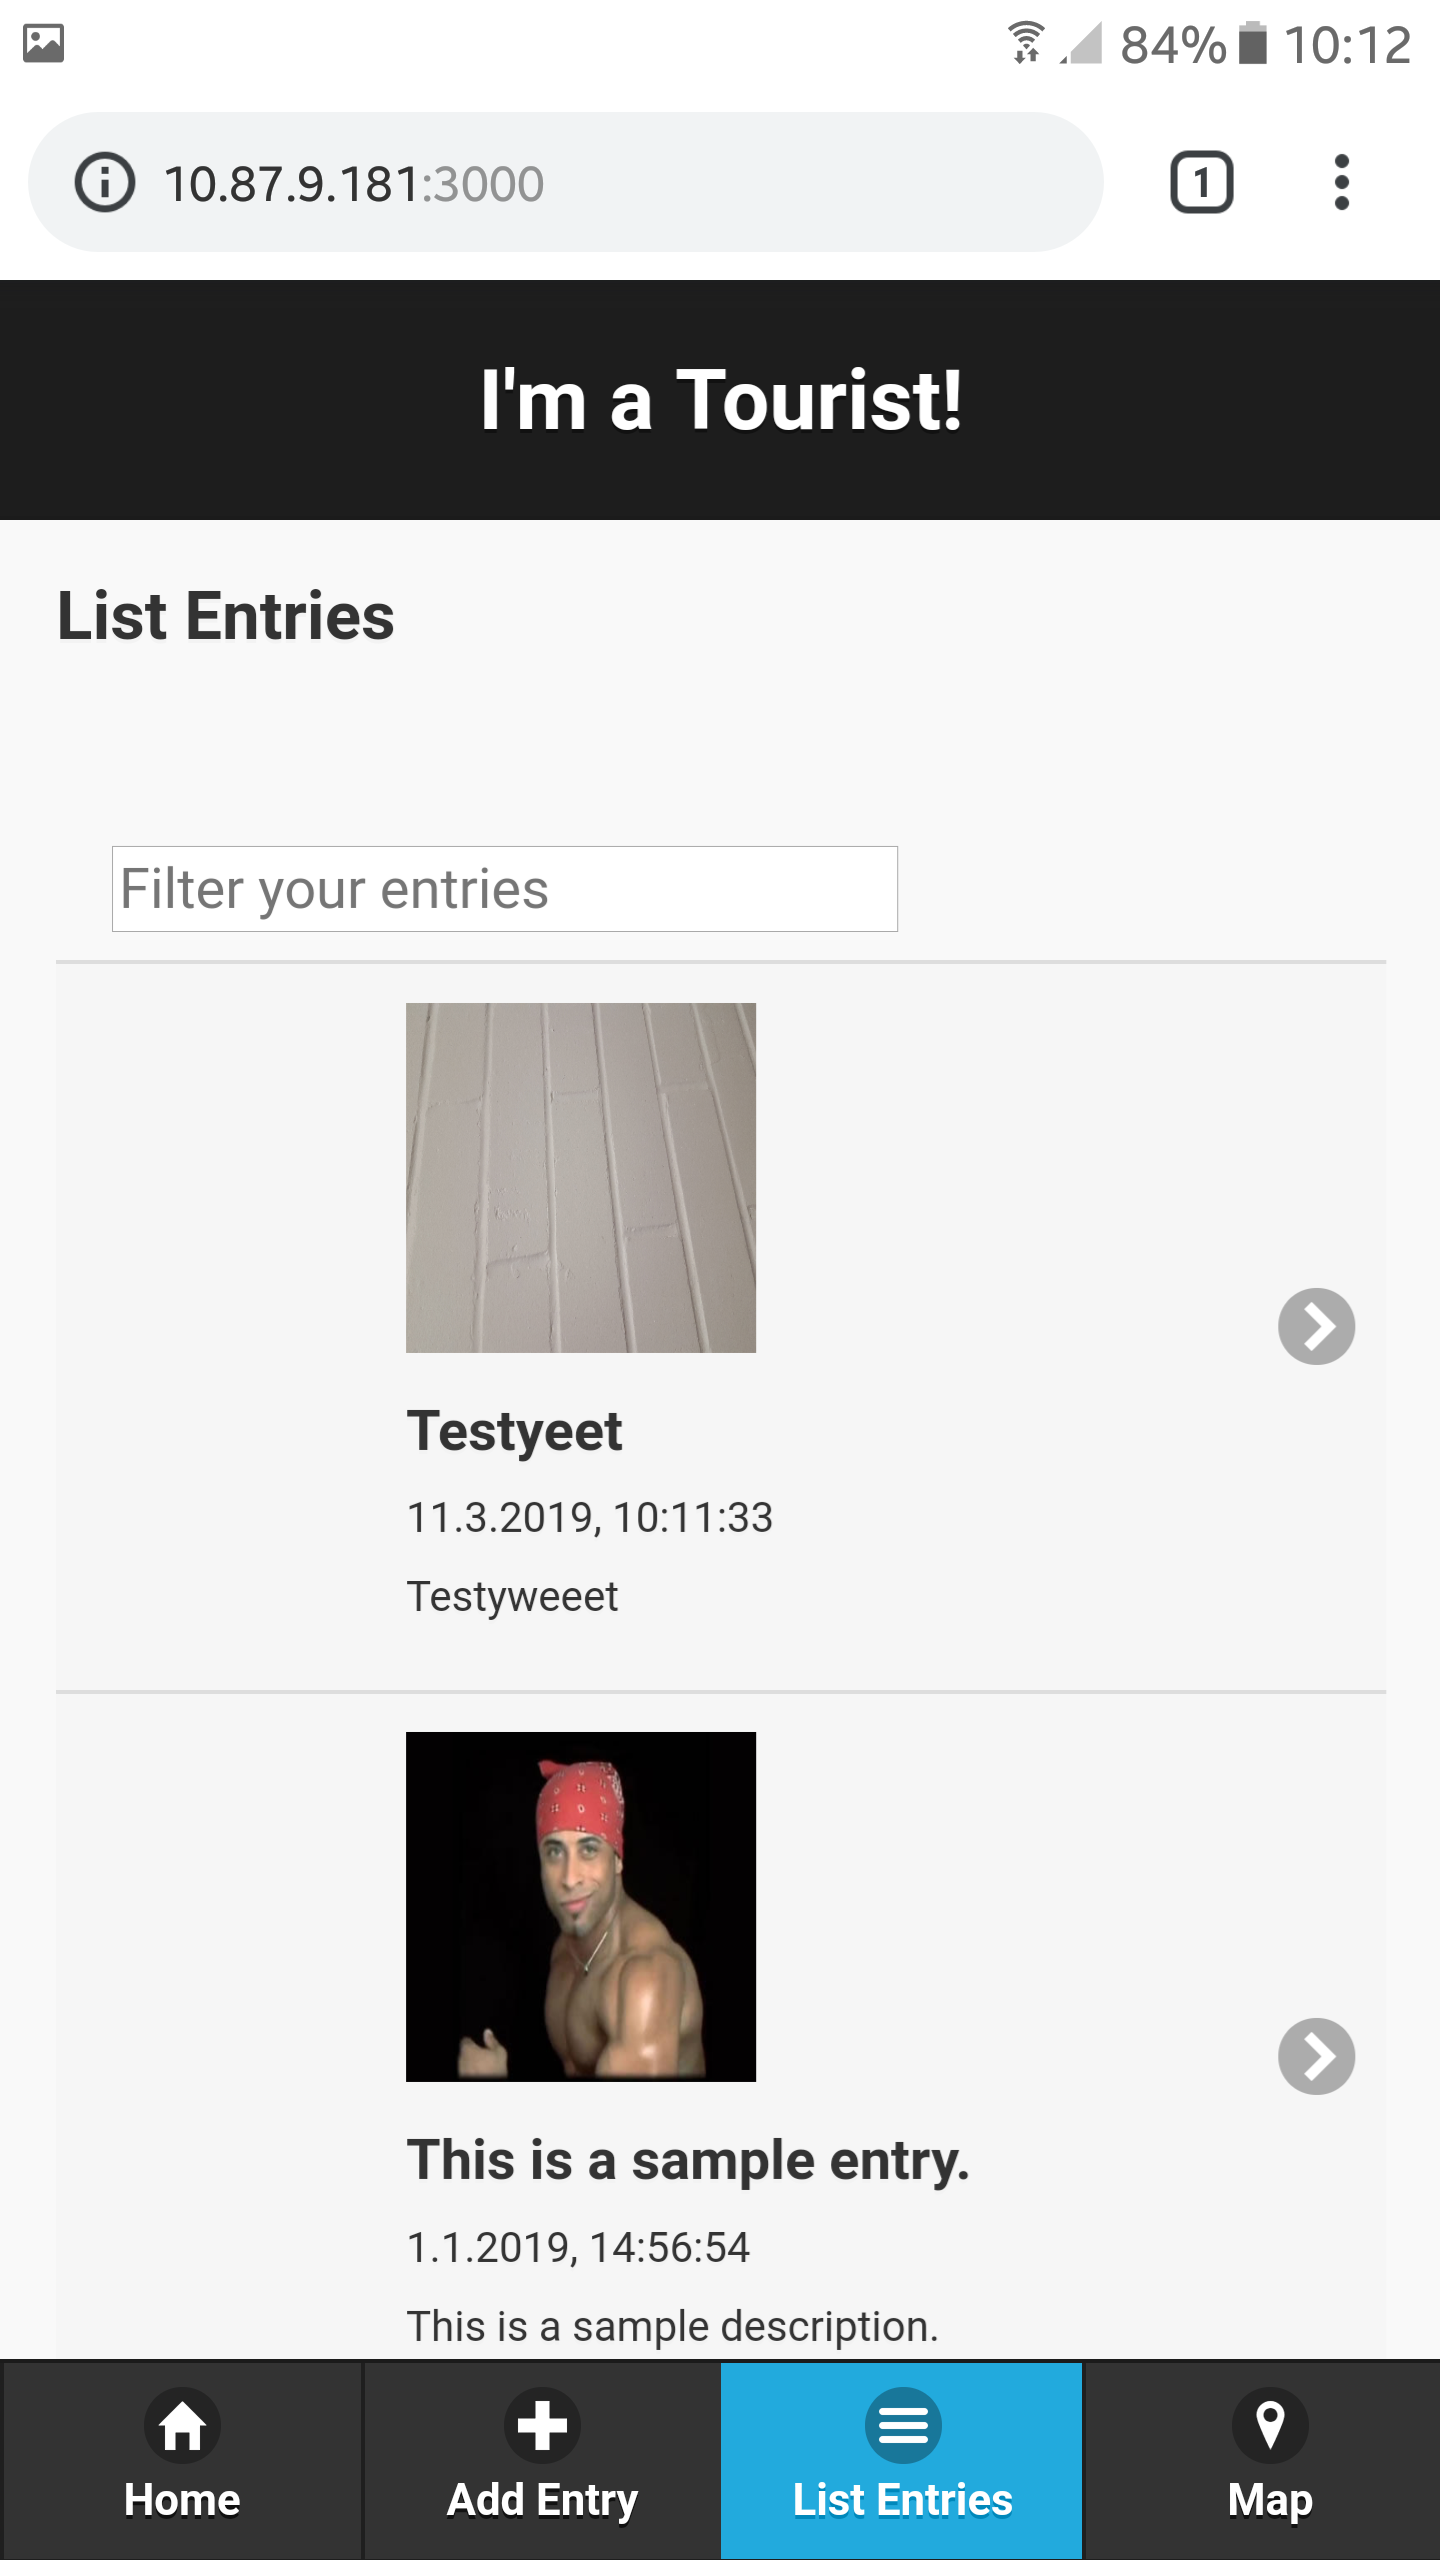 84% 10:12
10.87.9.181:3000
1
I'm a Tourist!
List Entries
Filter your entries
Testyeet
11.3.2019, 10:11:33
Testyweeet
This is a sample entry.
1.1.2019, 14:56:54
This is a sample description.
Home Add Entry List Entries Map